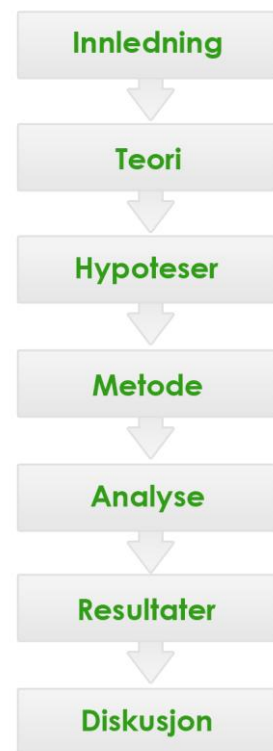 Innledning
Teori
Hypoteser
Metode
Analyse
Resultater
Diskusjon